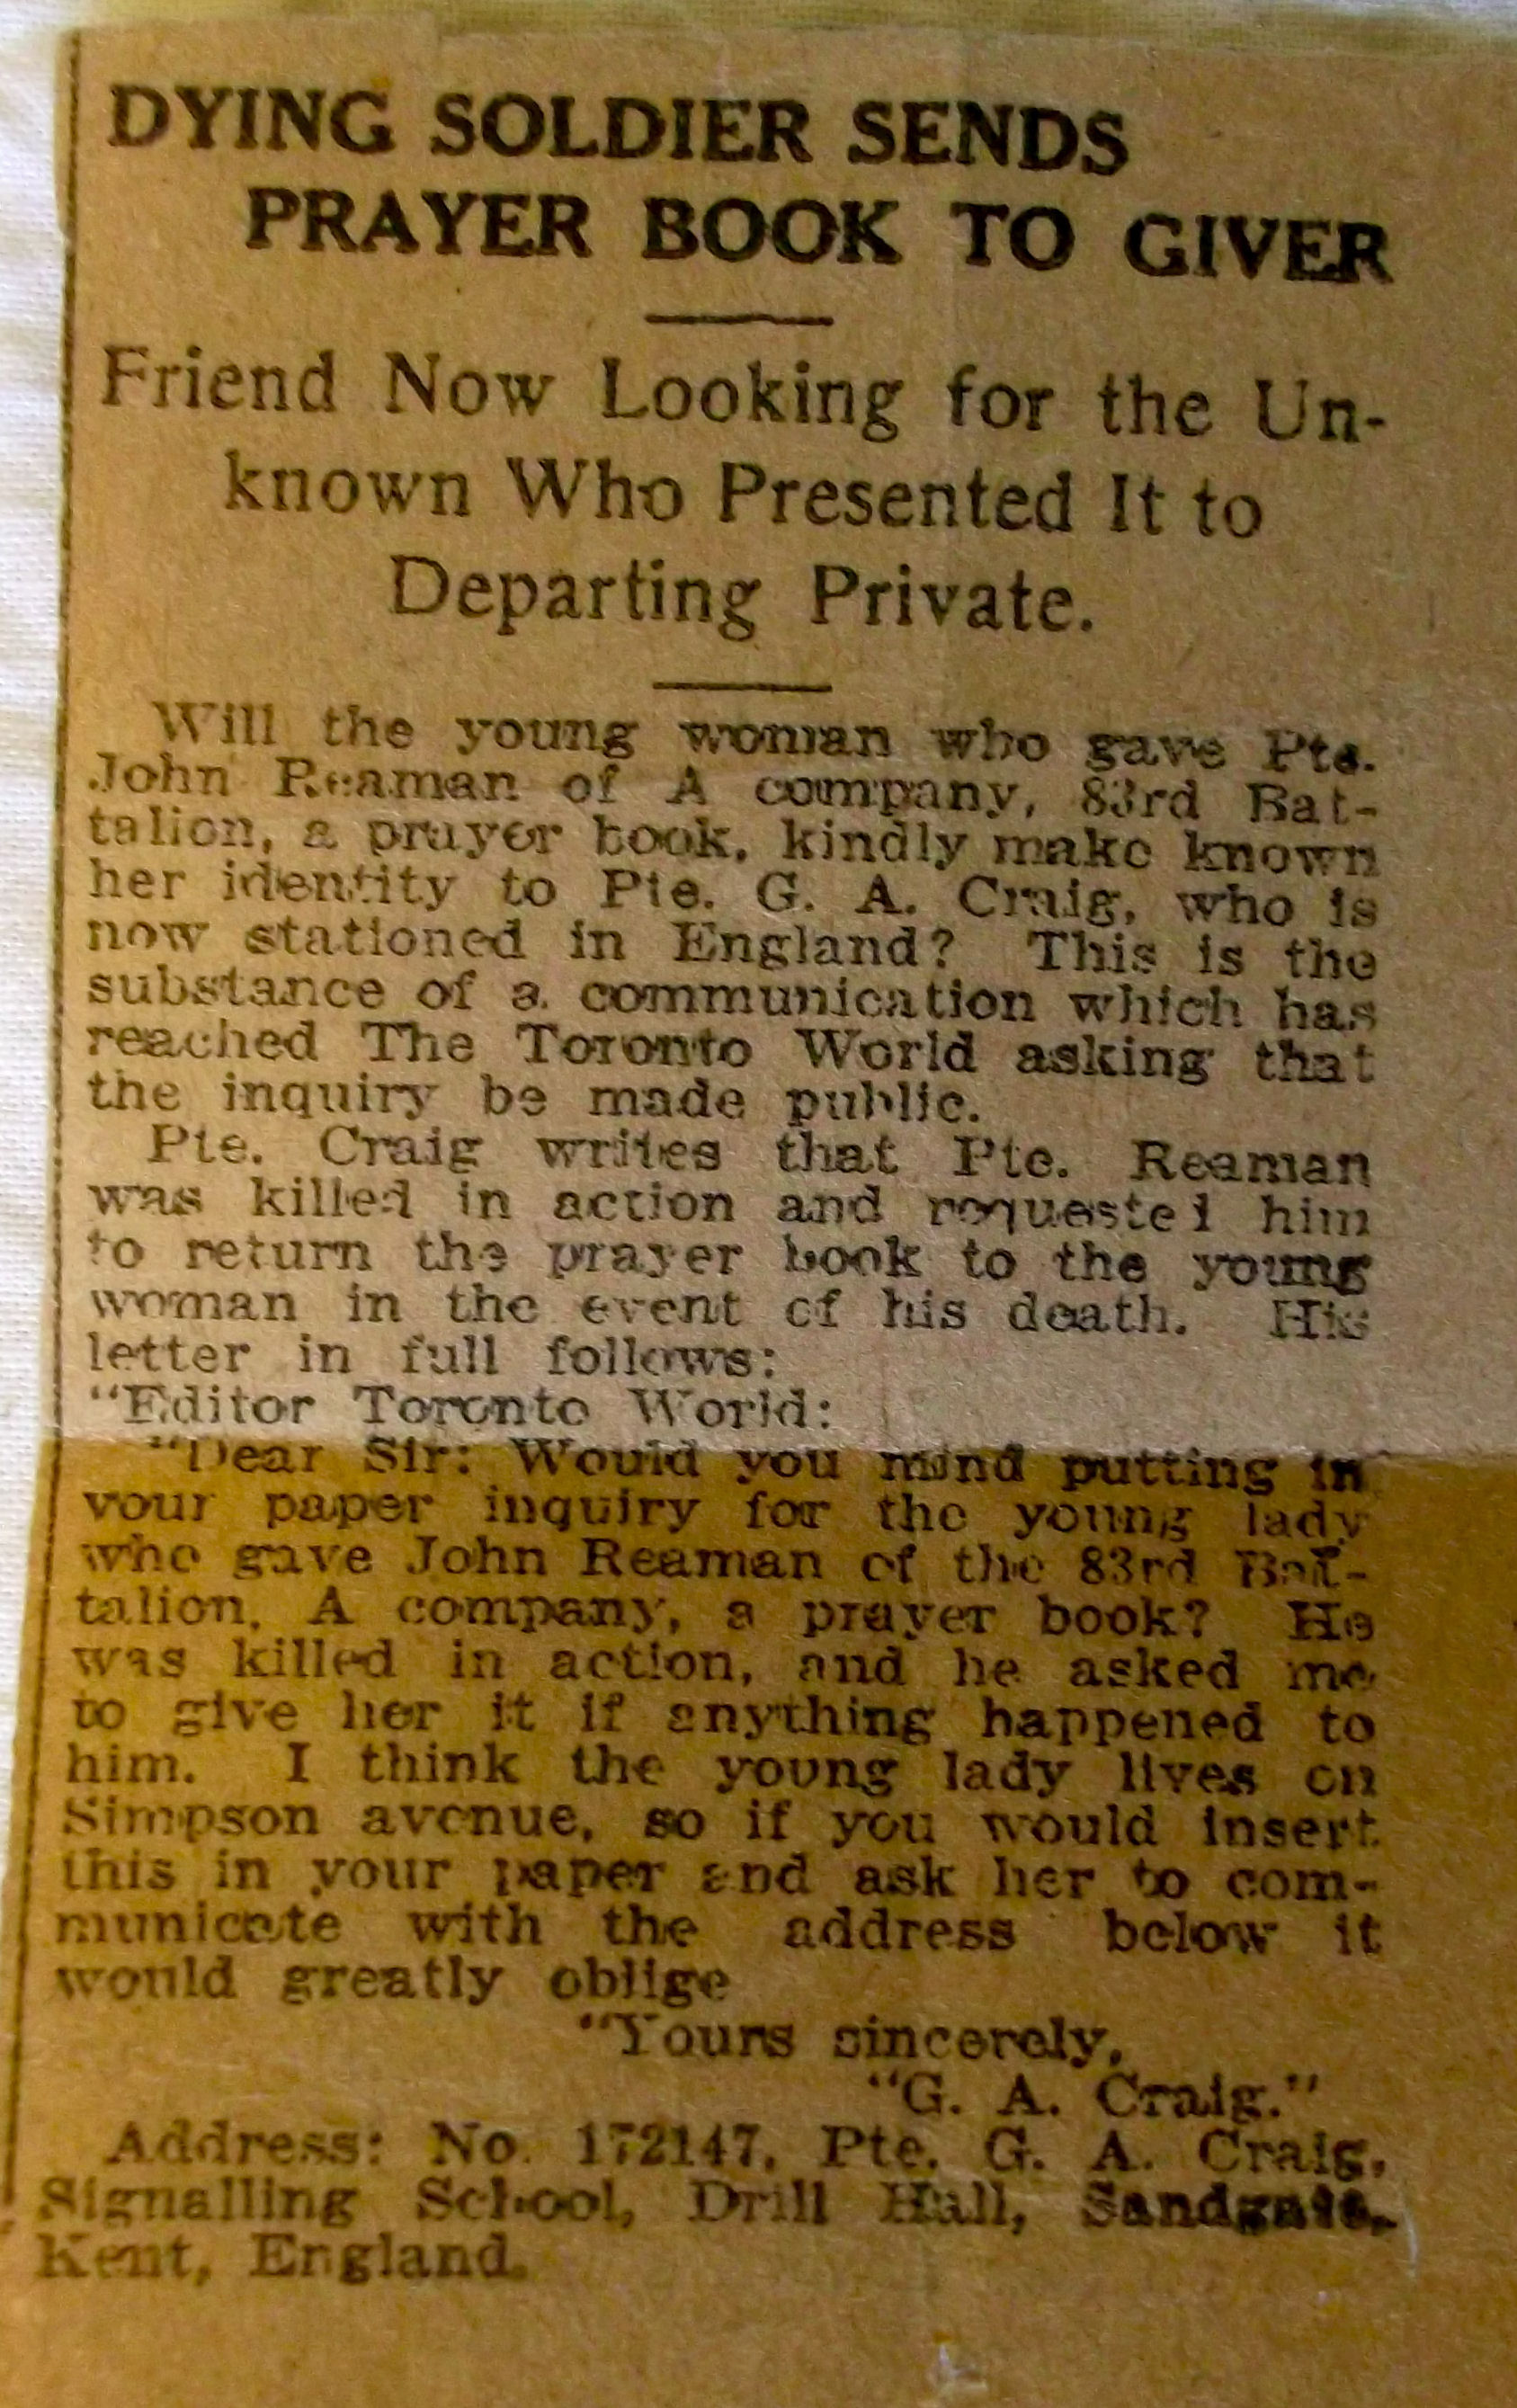 DYING SOLDIER SENDS
PRAYER BOOK TO GIVER
Friend Now Looking for the Un-
known Who Presented It to
Departing Private.
Will the young woman who gave Pte.
John Reaman of A company, 83rd Bat-
talion, a prayer book, kindly make known
her identity to Pte. G. A. Craig, who is
now stationed in England? This is the
substance of a communication which has
reached The Toronto World asking that
the inquiry be made public.
Pte. Craig writes that Pte. Reaman
was killed in action and requested him
to return the prayer book to the young
woman in the event of his death. His
letter in full follows:
"Editor Toronto World:
"Dear Sir: Would you mind putting in
your paper inquiry for the young lady
who gave John Reaman of the 83rd Bat-
talion, A company, a prayer book? He
was killed in action, and he asked me
to give her it if anything happened to
him. I think the young lady lives on
Simpson avenue, so if you would insert
this in your paper and ask her to com-
municate with the address below it
would greatly oblige
"Yours sincerely,
"G. A. Craig."
Address: No. 172147, Pte. G. A. Craig,
Signalling School, Drill Hall, Sandgate,
Kent, England.